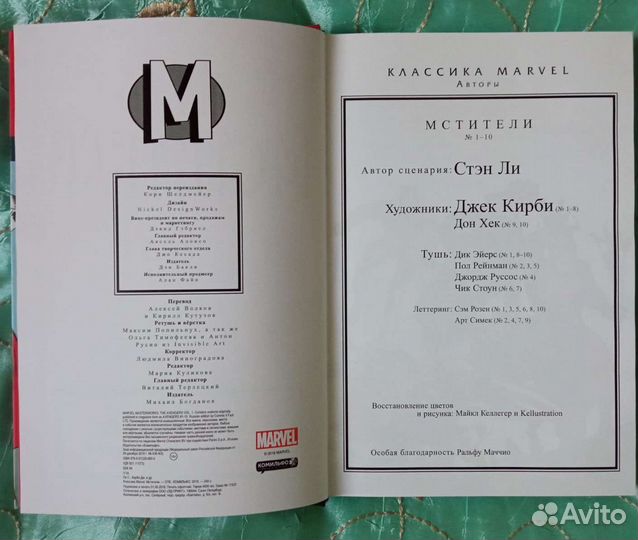 M
Редактор переиздания
Кори Шедлмайер
Дизайн
Nickel DesignWorks
Вице-президент по печати, продажам
и маркетингу
Дэвид Гэбриел
Главный редактор
Аксель Алонсо
Глава творческого отдела
Джо Кесада
Издатель
Дэн Бакли
Исполнительный продюсер
Алан Файн
Перевод
Алексей Волков
и Кирилл Кутузов
Ретушь и вёрстка
Максим Попильнух, а так же
Ольга Тимофеева и Антон
Русин из Invisible Art
Корректор
Людмила Виноградова
Редактор
Мария Куликова
Главный редактор
Виталий Терлецкий
Издатель
Михаил Богданов
MARVEL
© 2018 MARVEL
КОМИЛЬФО
КЛАССИКА MARVEL
Авторы
МСТИТЕЛИ
№ 1–10
Автор сценария: Стэн Ли
Художники: Джек Кирби (№ 1–8)
Дон Хек (№ 9, 10)
Тушь: Дик Эйерс (№ 1, 8–10)
Пол Рейнман (№ 2, 3, 5)
Джордж Руссос (№ 4)
Чик Стоун (№ 6, 7)
Леттеринг: Сэм Розен (№ 1, 3, 5, 6, 8, 10)
Арт Симек (№ 2, 4, 7, 9)
Восстановление цветов
и рисунка: Майкл Келлегер и Kellustration
Особая благодарность Ральфу Маччио
Avito